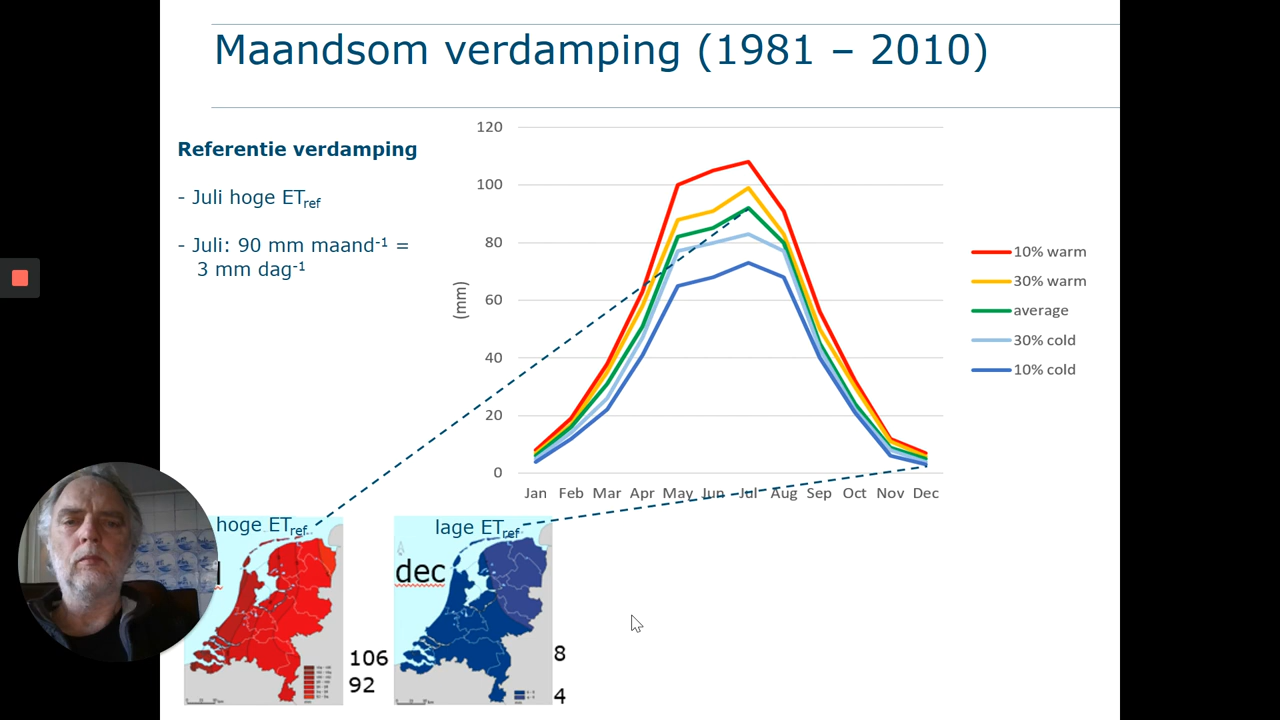 Maandsom verdamping (1981 – 2010)
Referentie verdamping
- Juli hoge ETref
- Juli: 90 mm maand-1 =
3 mm dag-1
120
100
80
60
40
20
0
(mm)
Jan Feb Mar Apr May Jun Jul Aug Sep Oct Nov Dec
10% warm
30% warm
average
30% cold
10% cold
hoge ETref
106
92
lage ETref
dec
8
4